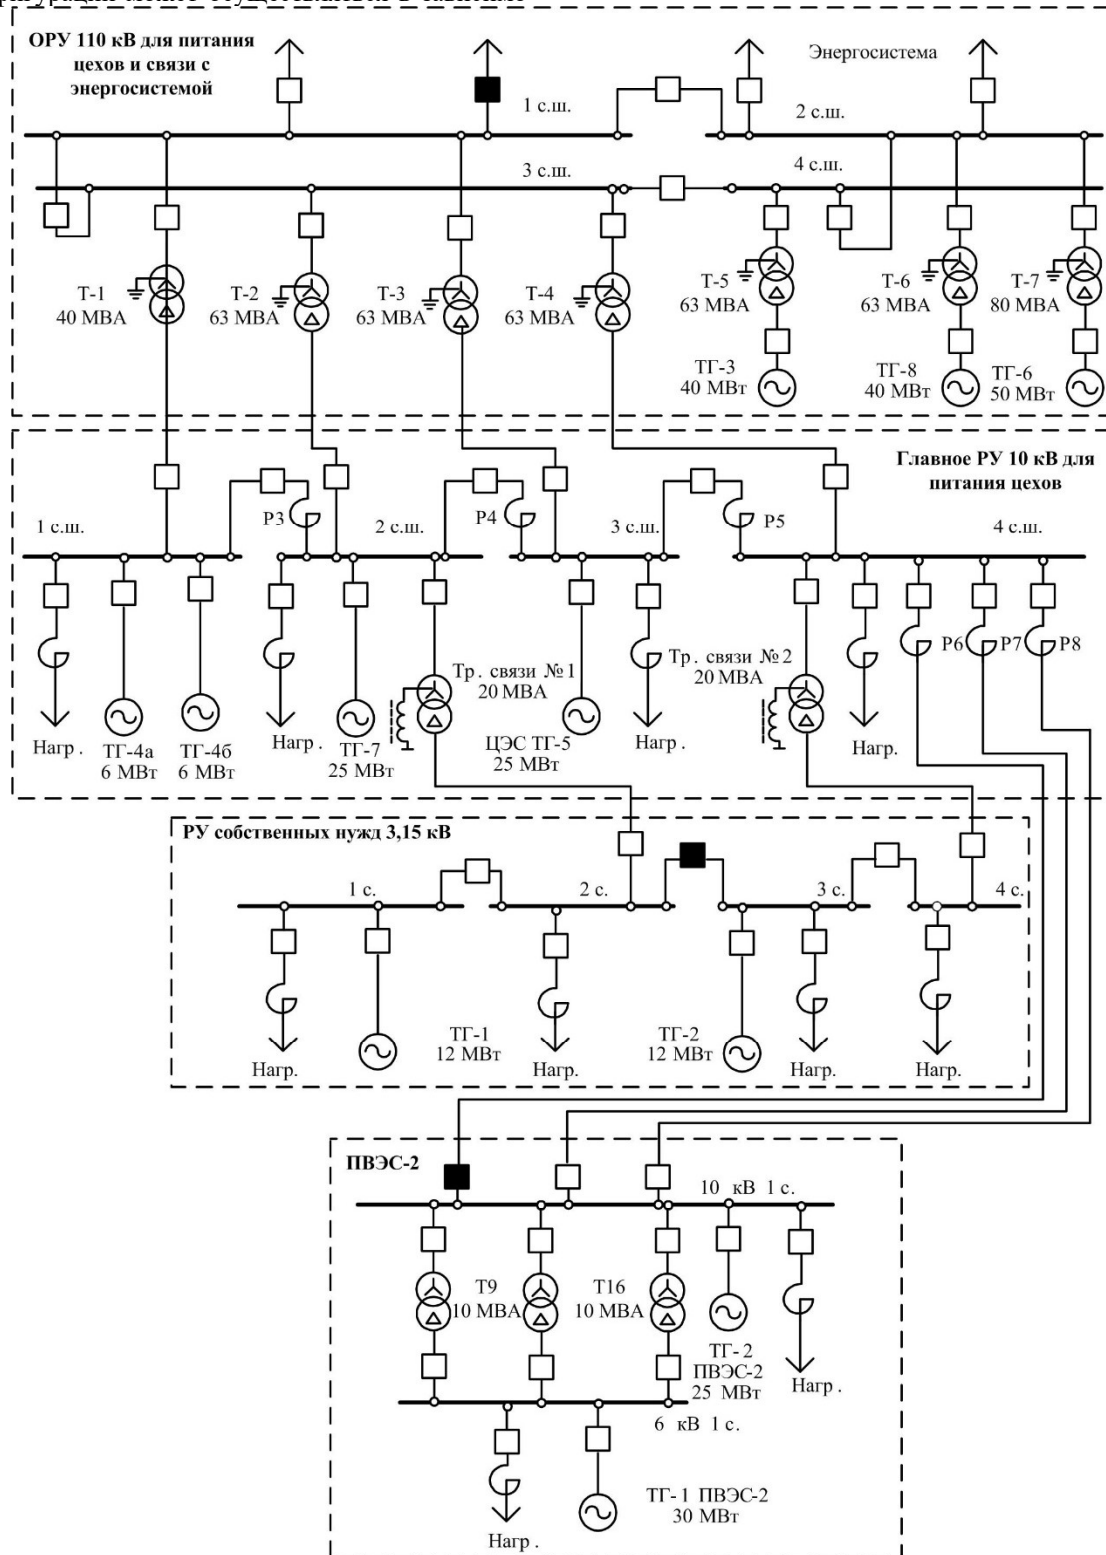 ОРУ 110 кВ для питания
цехов и связи с
энергосистемой
Энергосистема
1 с.ш.
2 с.ш.
3 с.ш.
4 с.ш.
Т-1
40 МВА
Т-2
63 МВА
Т-3
63 МВА
Т-4
63 МВА
Т-5
63 МВА
Т-6
63 МВА
Т-7
80 МВА
ТГ-3
40 МВт
ТГ-8
40 МВт
ТГ-6
50 МВт
Главное РУ 10 кВ для
питания цехов
1 с.ш.
Р3
2 с.ш.
Р4
3 с.ш.
Р5
4 с.ш.
Р6
Р7
Р8
Тр. связи №1
20 МВА
Тр. связи №2
20 МВА
Нагр.
ТГ-4а
6 МВт
ТГ-4б
6 МВт
Нагр.
ТГ-7
25 МВт
ЦЭС ТГ-5
25 МВт
Нагр.
Нагр.
РУ собственных нужд 3,15 кВ
1 с.
2 с.
3 с.
4 с.
Нагр.
ТГ-1
12 МВт
Нагр.
ТГ-2
12 МВт
Нагр.
Нагр.
ПВЭС-2
10 кВ 1 с.
Т9
10 МВА
Т16
10 МВА
ТГ-2
ПВЭС-2
25 МВт
Нагр.
6 кВ 1 с.
ТГ-1 ПВЭС-2
30 МВт
Нагр.